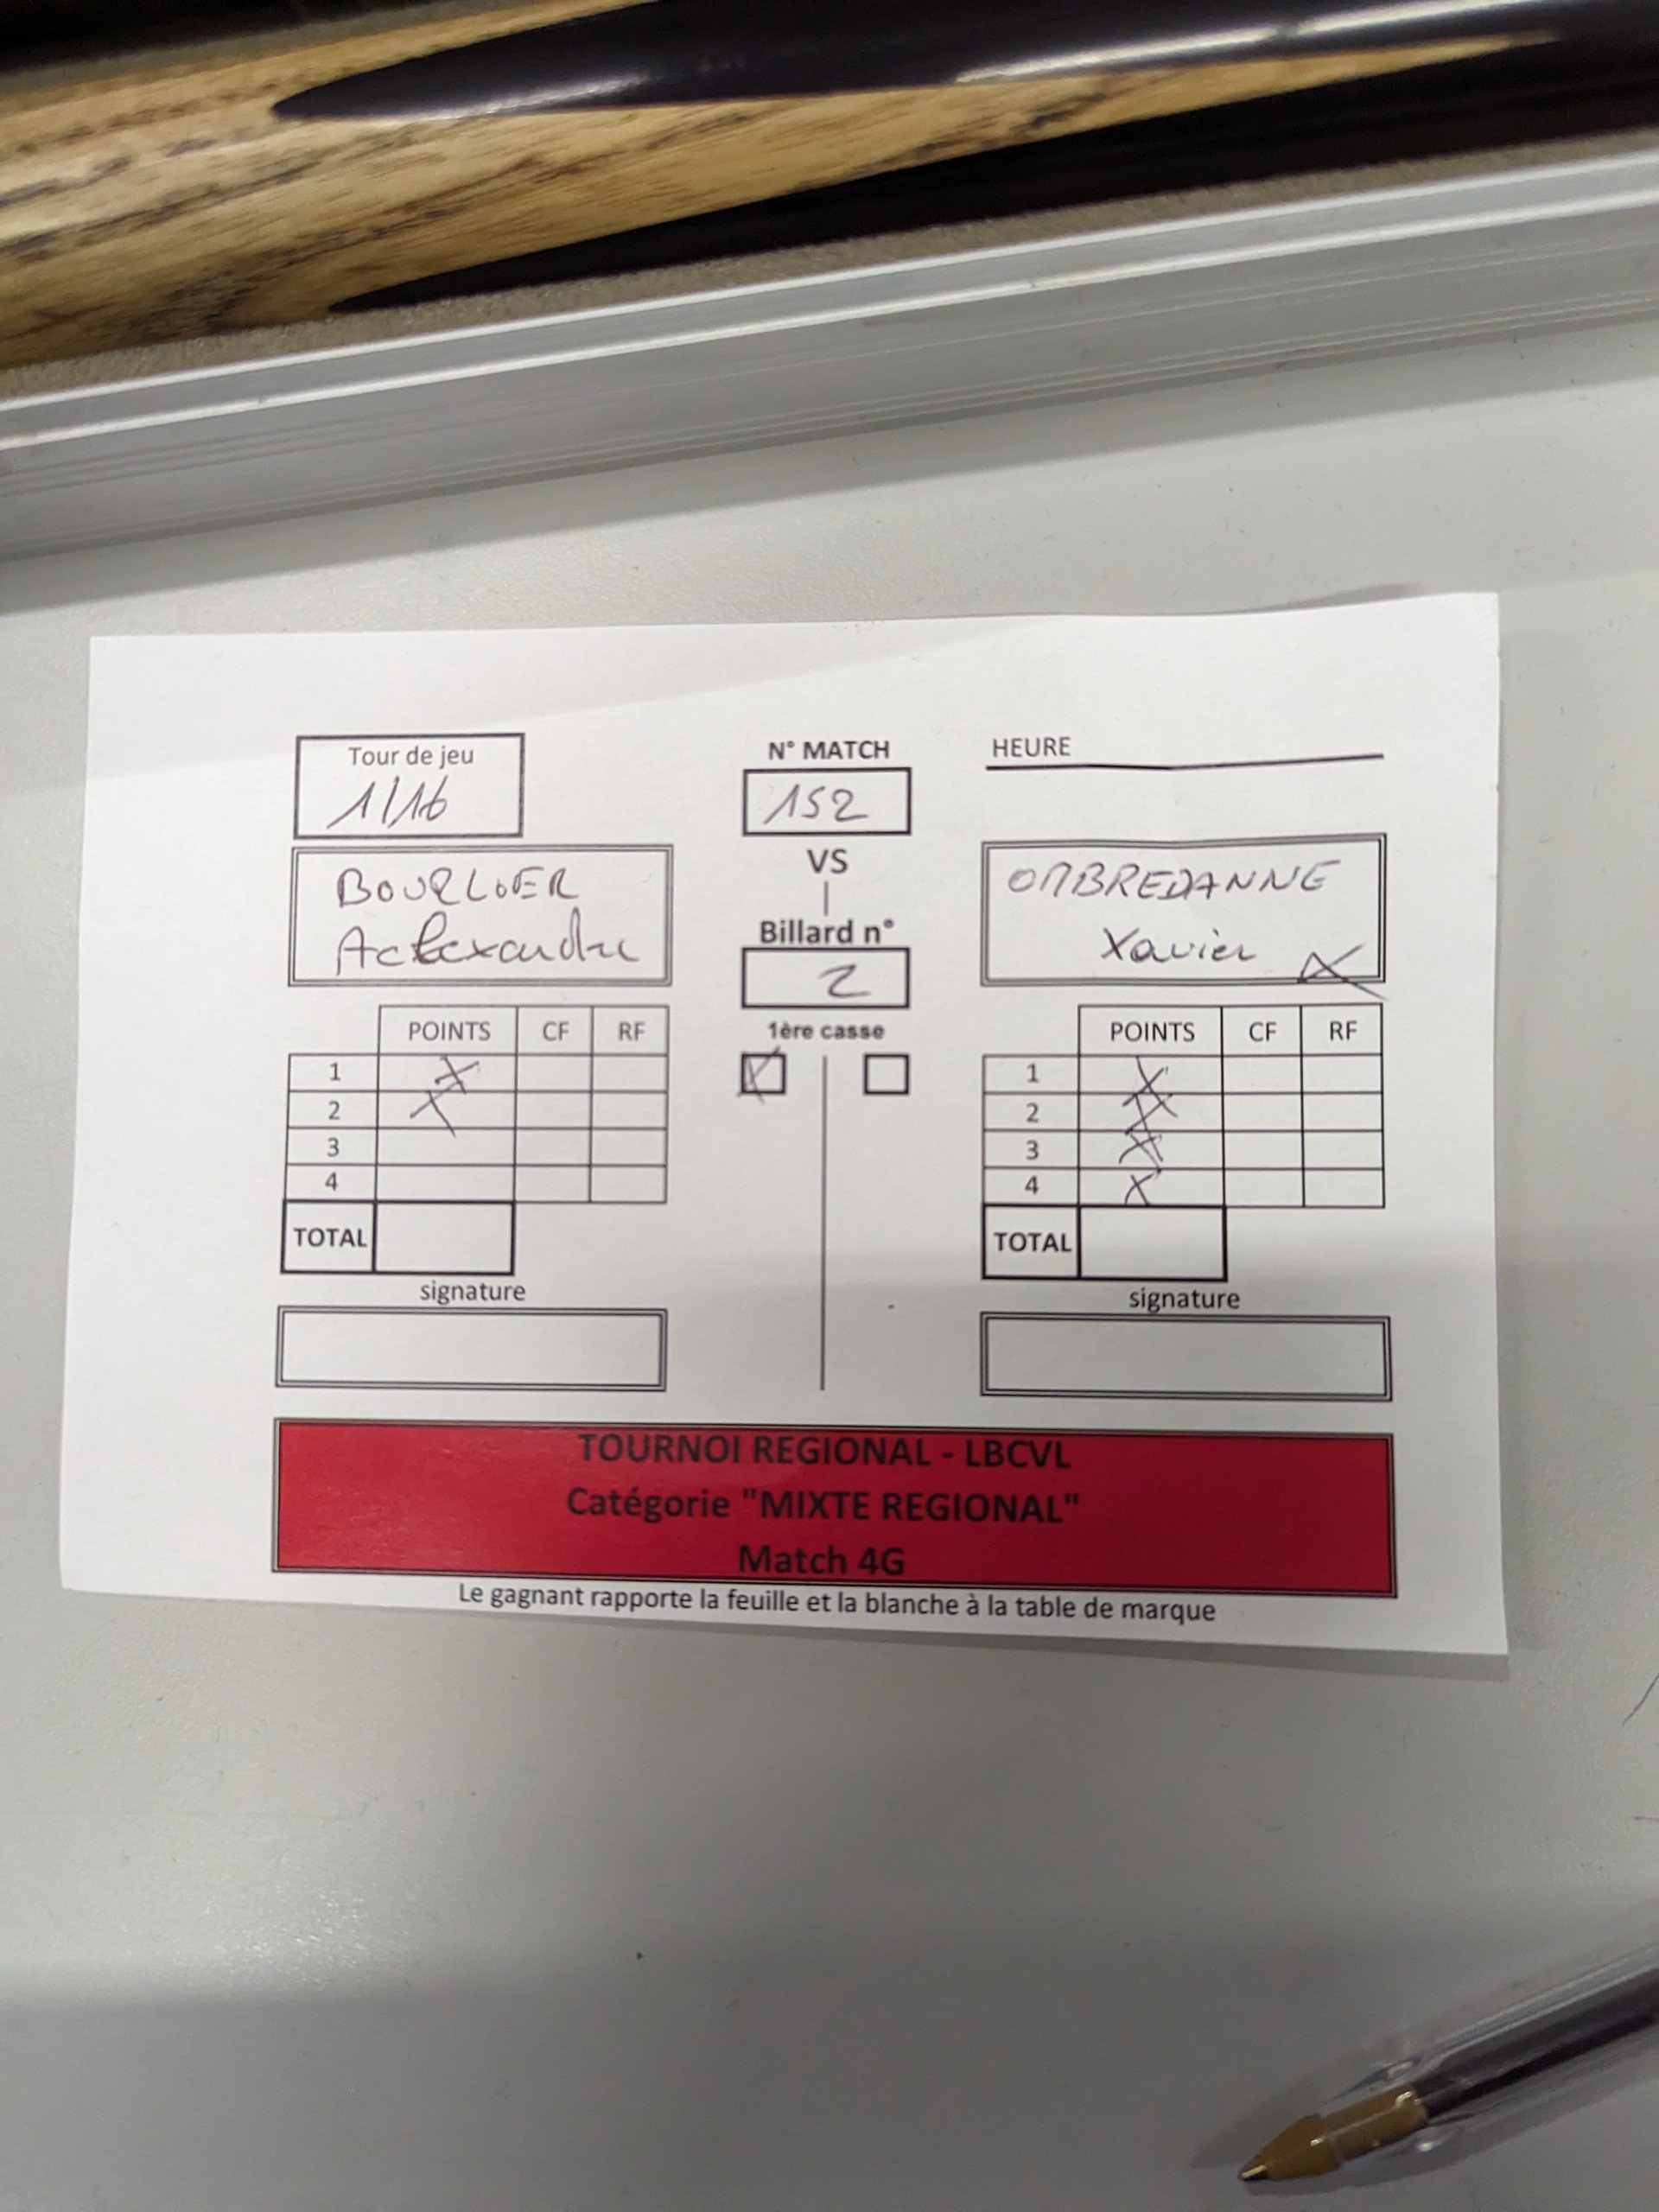 Tour de jeu
1/16
N° MATCH
152
HEURE
BOURLOER
Alexandre
VS
Billard n°
2
OMBREDANNE
Xavier X
POINTS CF RF
1 X
2 X
3
4
TOTAL
signature
1ère casse
X
POINTS CF RF
1 X
2 X
3 X
4 X
TOTAL
signature
TOURNOI REGIONAL - LBCVL
Catégorie "MIXTE REGIONAL"
Match 4G
Le gagnant rapporte la feuille et la blanche à la table de marque